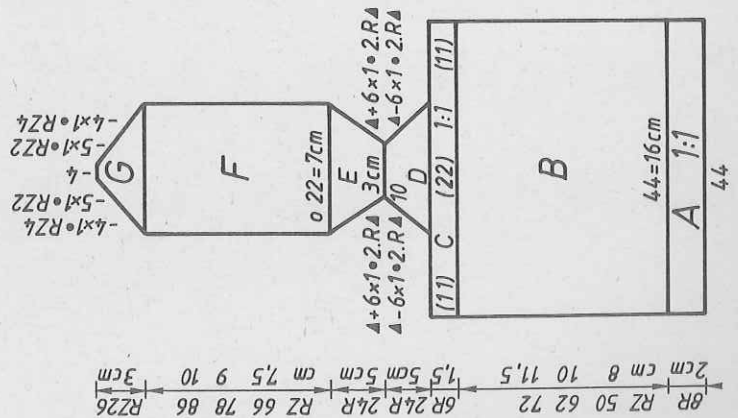 -4x1•RZ4
-5x1•RZ2
-4
-5x1•RZ2
-4x1•RZ4
G
F
o 22=7cm
E
3cm
▲+6x1•2.R▲
▲+6x1•2.R▲
▲-6x1•2.R▲
▲-6x1•2.R▲
10
D
(11) C (22) 1:1 (11)
B
44=16cm
A 1:1
44
8R RZ 50 62 72 6R 24R 24R RZ 66 78 86 RZ26
2cm cm 8 10 11,5 1,5 5cm 5cm cm 7,5 9 10 3cm